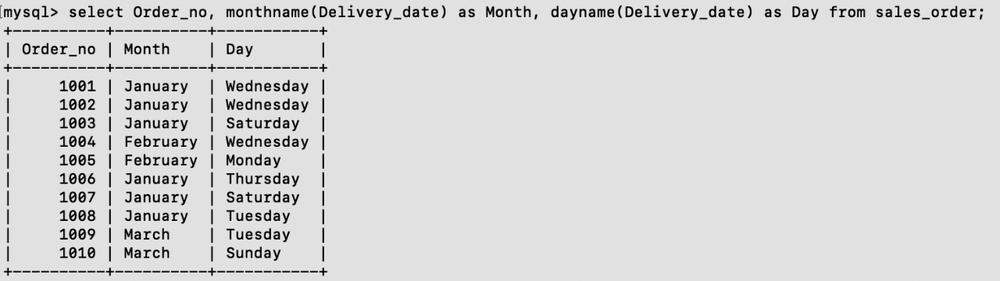 [mysql> select Order_no, monthname(Delivery_date) as Month, dayname(Delivery_date) as Day from sales_order;
+----------+----------+-----------+
| Order_no | Month    | Day       |
+----------+----------+-----------+
|     1001 | January  | Wednesday |
|     1002 | January  | Wednesday |
|     1003 | January  | Saturday  |
|     1004 | February | Wednesday |
|     1005 | February | Monday    |
|     1006 | January  | Thursday  |
|     1007 | January  | Saturday  |
|     1008 | January  | Tuesday   |
|     1009 | March    | Tuesday   |
|     1010 | March    | Sunday    |
+----------+----------+-----------+